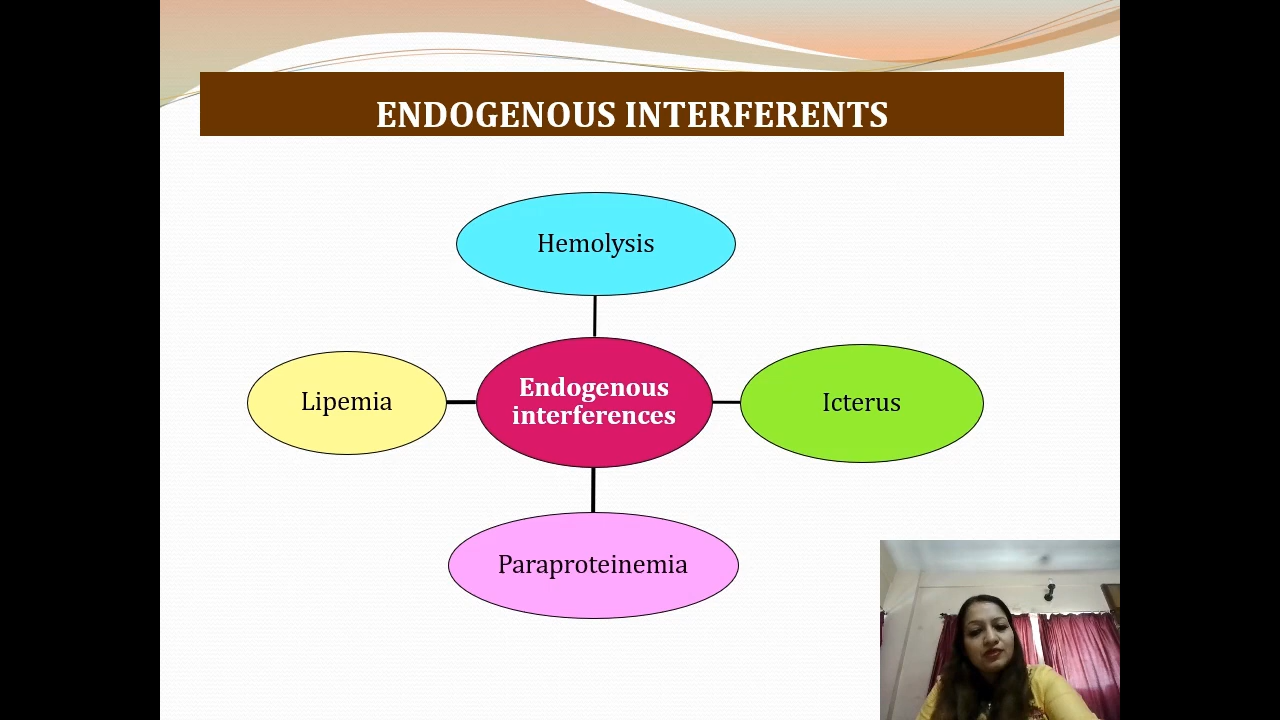 ENDOGENOUS INTERFERENTS
Hemolysis
Lipemia
Endogenous
interferences
Icterus
Paraproteinemia